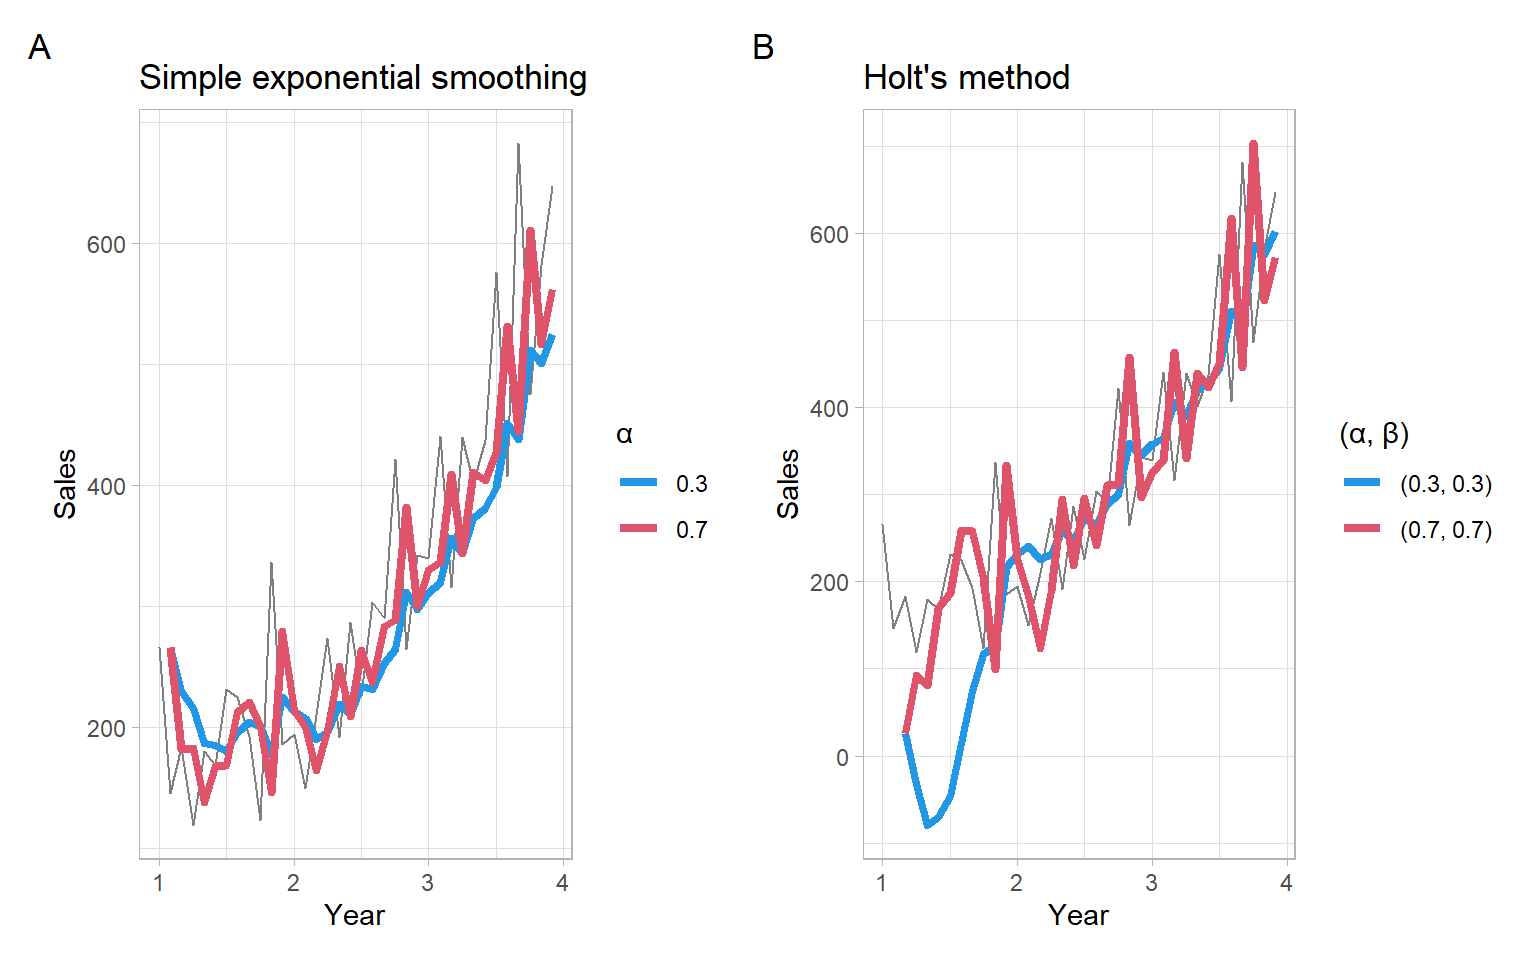 A
Simple exponential smoothing
Sales
600
400
200
1 2 3 4
Year
α
0.3
0.7
B
Holt's method
Sales
600
400
200
0
1 2 3 4
Year
(α, β)
(0.3, 0.3)
(0.7, 0.7)